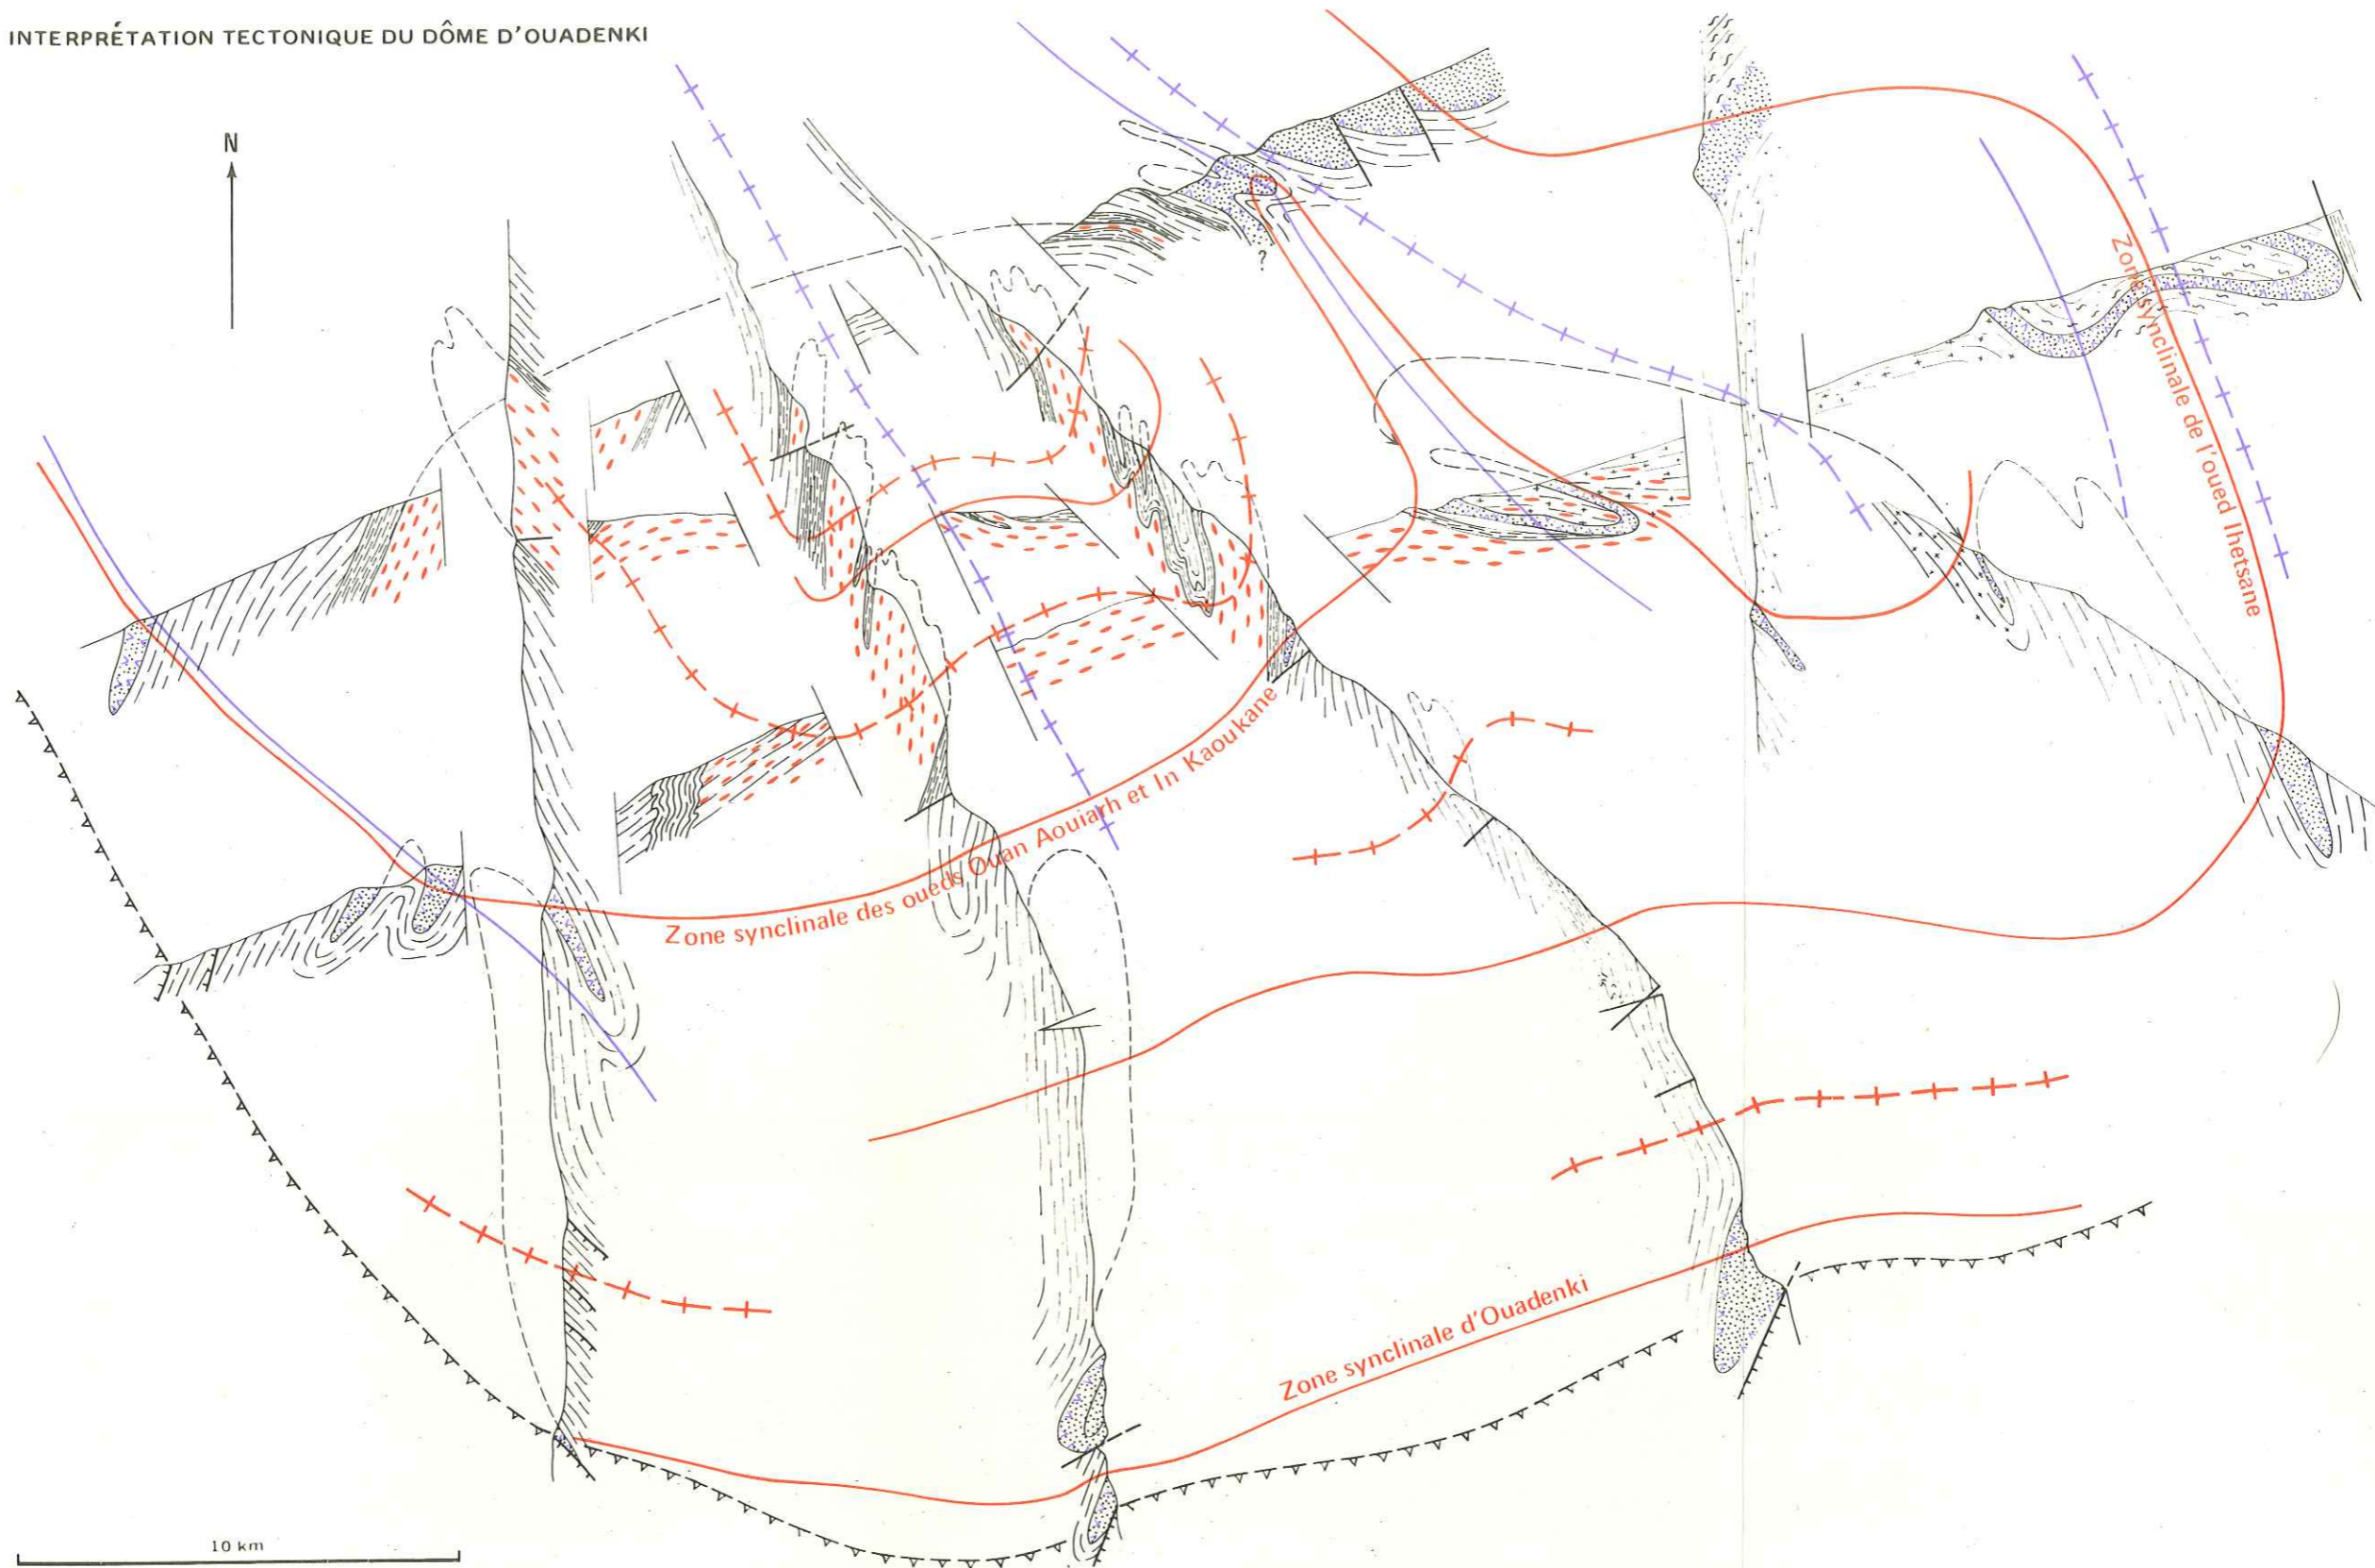 INTERPRÉTATION TECTONIQUE DU DÔME D'OUADENKI
N
?
Zone synclinale de l'oued Ihetsane
Zone synclinale des oueds Ouan Aouiarh et In Kaoukane
Zone synclinale d'Ouadenki
10 km